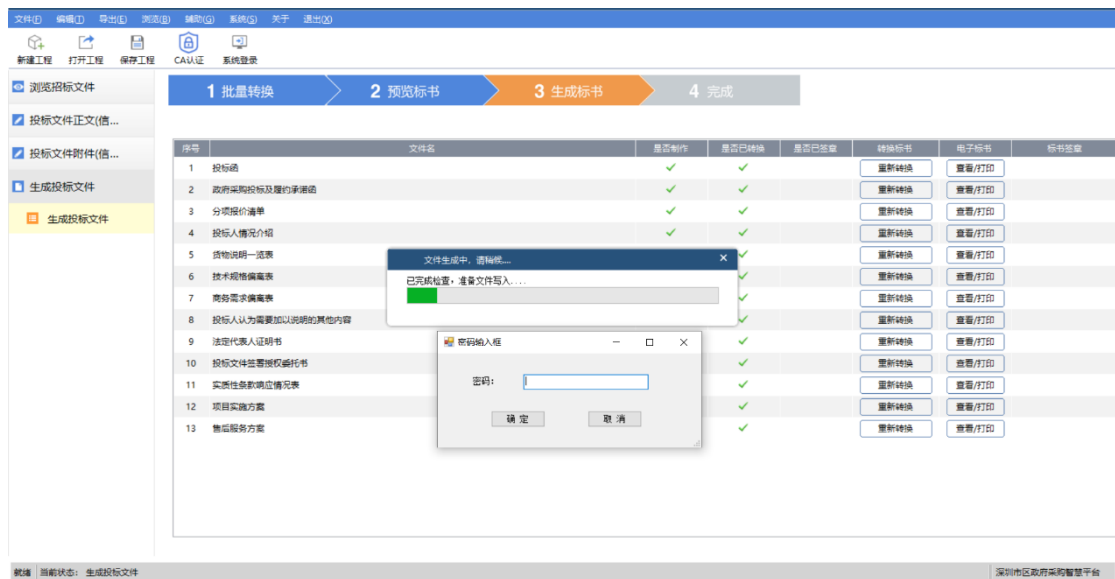 文件(F) 编辑(T) 导出(E) 浏览(B) 辅助(G) 系统(S) 关于 退出(X)
新建工程 打开工程 保存工程 CA认证 系统登录
浏览招标文件
投标文件正文(信...
投标文件附件(信...
生成投标文件
生成投标文件
1 批量转换 2 预览标书 3 生成标书 4 完成
序号 文件名 是否制作 是否已转换 是否已签章 转换标书 电子标书 标书签章
1 投标函 重新转换 查看/打印
2 政府采购投标及履约承诺函 重新转换 查看/打印
3 分项报价清单 重新转换 查看/打印
4 投标人情况介绍 重新转换 查看/打印
5 货物说明一览表 重新转换 查看/打印
6 技术规格偏离表 重新转换 查看/打印
7 商务需求偏离表 重新转换 查看/打印
8 投标人认为需要加以说明的其他内容 重新转换 查看/打印
9 法定代表人证明书 重新转换 查看/打印
10 投标文件签署授权委托书 重新转换 查看/打印
11 实质性条款响应情况表 重新转换 查看/打印
12 项目实施方案 重新转换 查看/打印
13 售后服务方案 重新转换 查看/打印
文件生成中，请稍候....
已完成检查，准备文件写入....
密码输入框
密码：
确 定 取 消
就绪 当前状态： 生成投标文件 深圳市区政府采购智慧平台